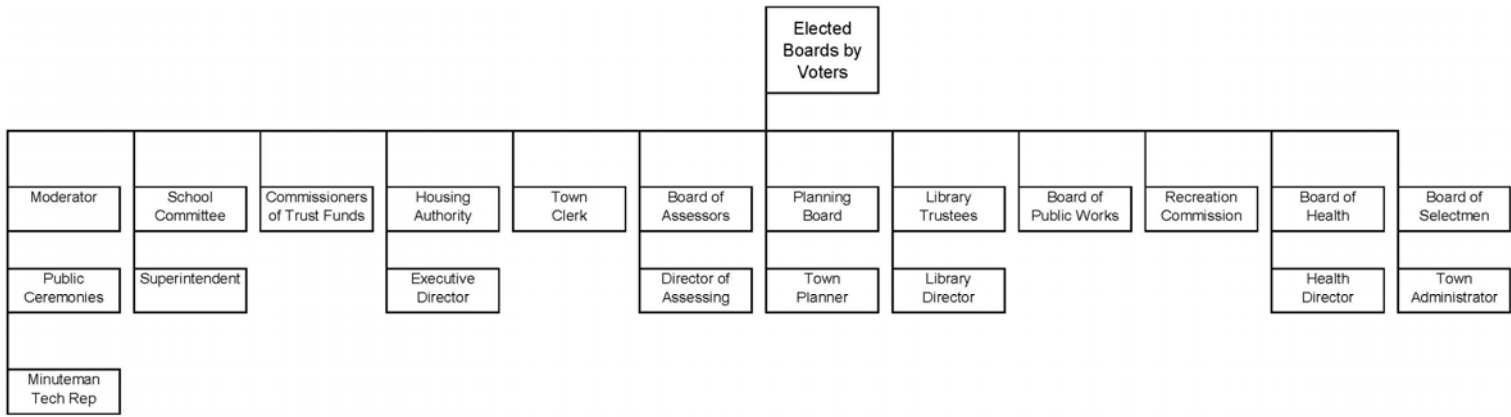 Elected
Boards by
Voters
Moderator
School
Committee
Commissioners
of Trust Funds
Housing
Authority
Town
Clerk
Board of
Assessors
Planning
Board
Library
Trustees
Board of
Public Works
Recreation
Commission
Board of
Health
Board of
Selectmen
Public
Ceremonies
Superintendent
Executive
Director
Director of
Assessing
Town
Planner
Library
Director
Health
Director
Town
Administrator
Minuteman
Tech Rep